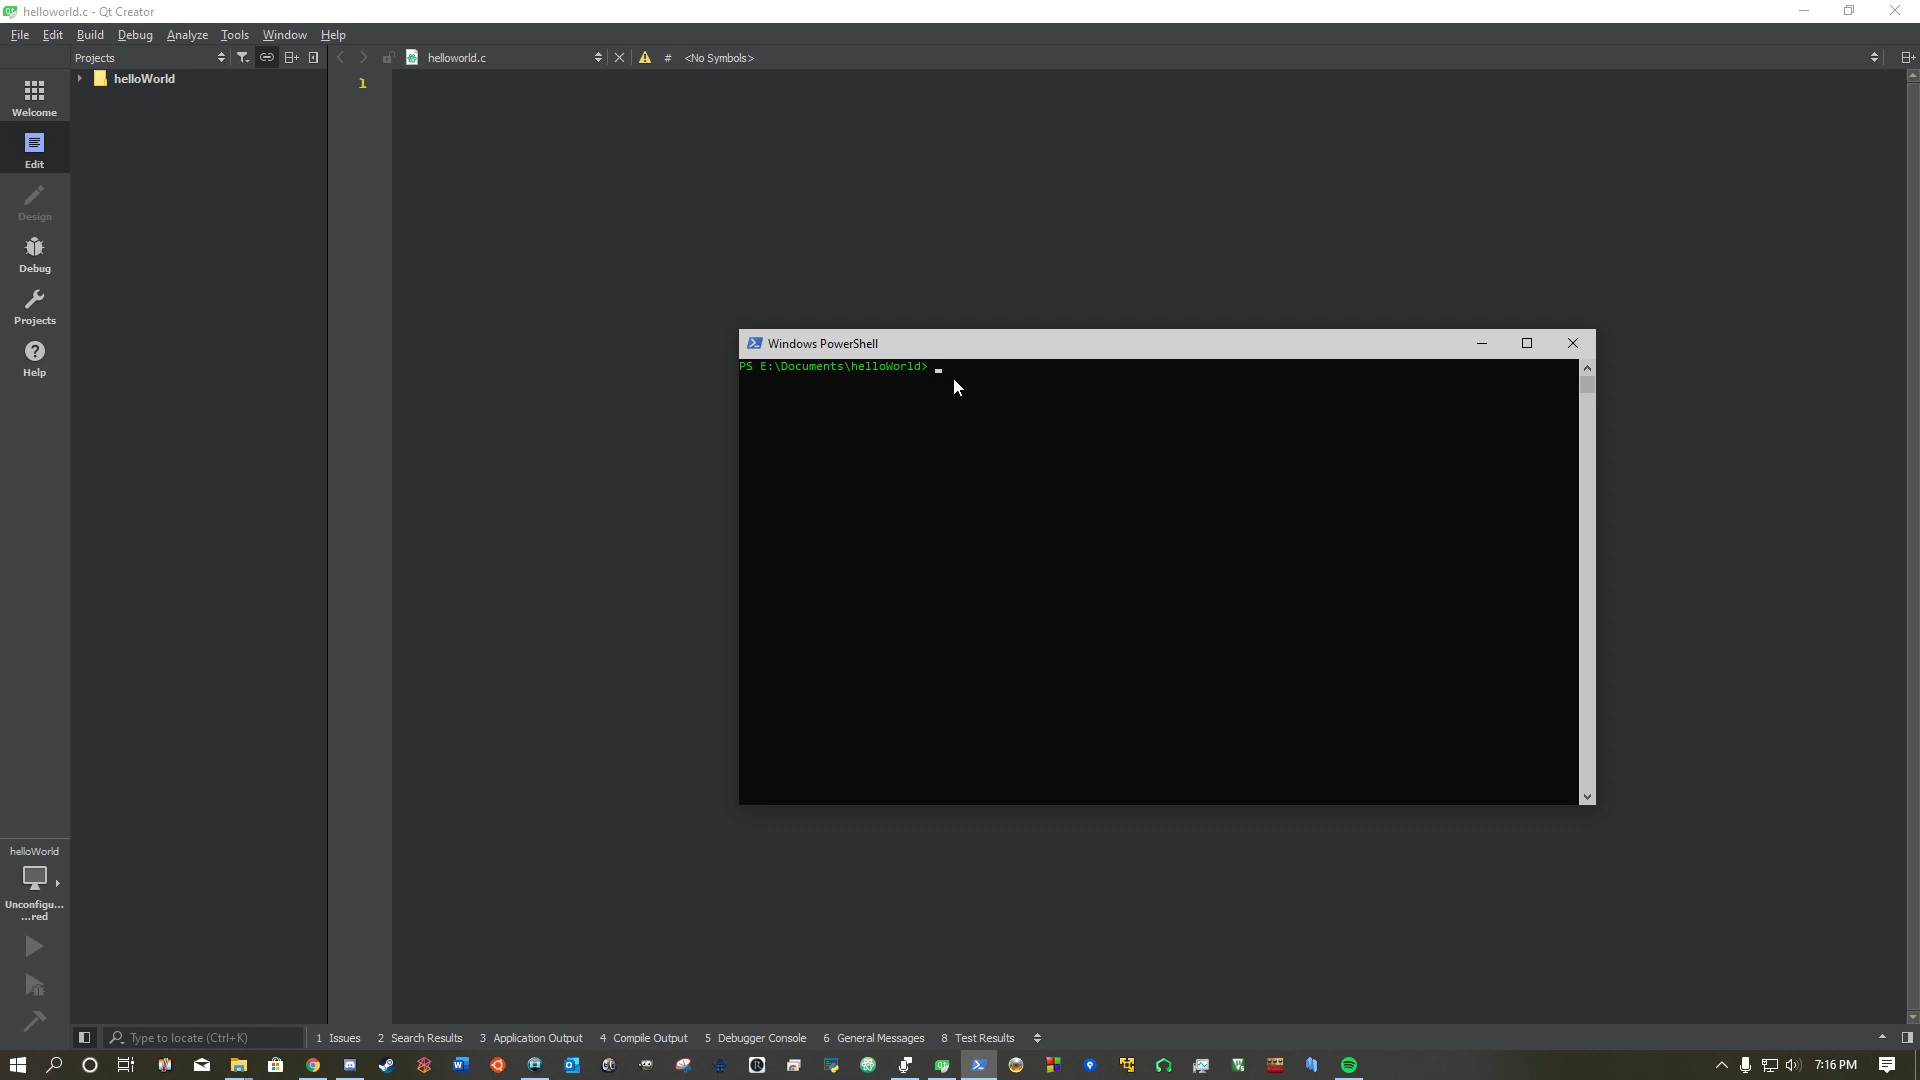 helloworld.c - Qt Creator
File Edit Build Debug Analyze Tools Window Help
Projects
helloworld.c
# <No Symbols>
helloWorld
1
Welcome
Edit
Design
Debug
Projects
Help
Windows PowerShell
PS E:\Documents\helloWorld>
helloWorld
Unconfigu...
...red
Type to locate (Ctrl+K)
1 Issues 2 Search Results 3 Application Output 4 Compile Output 5 Debugger Console 6 General Messages 8 Test Results
7:16 PM